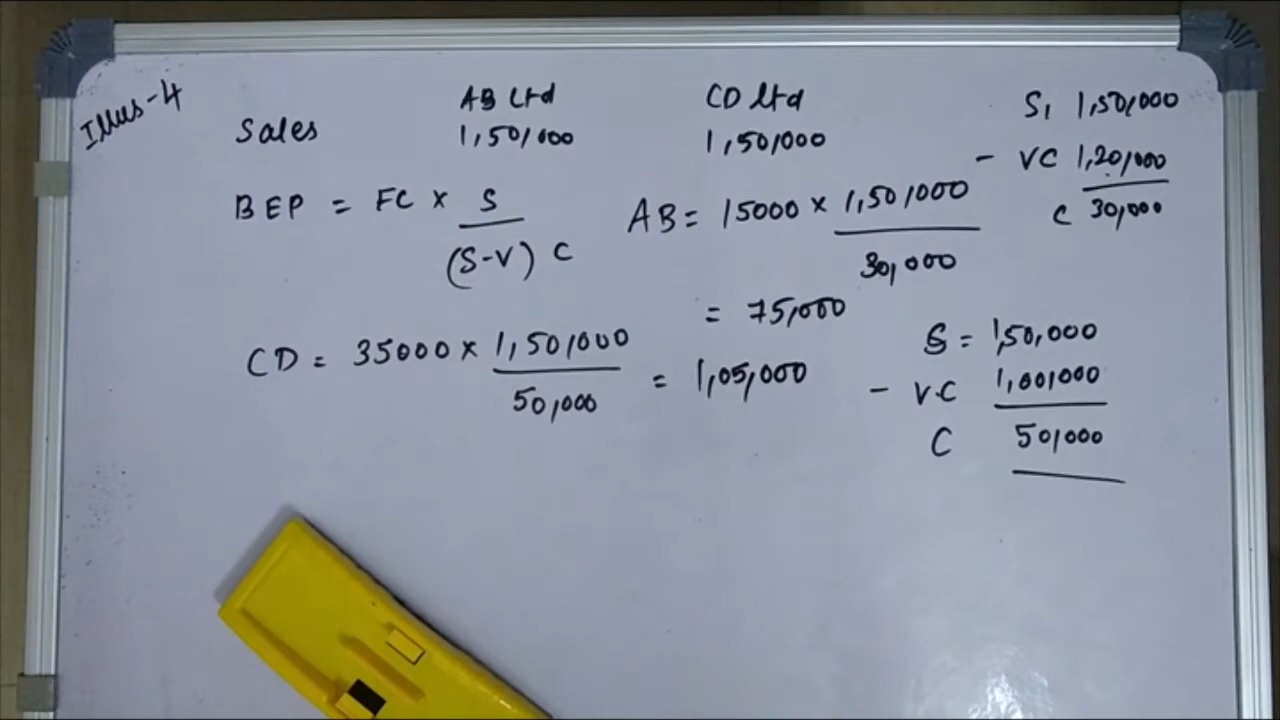 Illus-4
AB Ltd CD Ltd
Sales 1,50,000 1,50,000
BEP = FC × S
(S-V) C
AB = 15000 × 1,50,000
30,000
= 75,000
CD = 35000 × 1,50,000
50,000
= 1,05,000
S, 1,50,000
- VC 1,20,000
C 30,000
S = 1,50,000
- VC 1,00,000
C 50,000